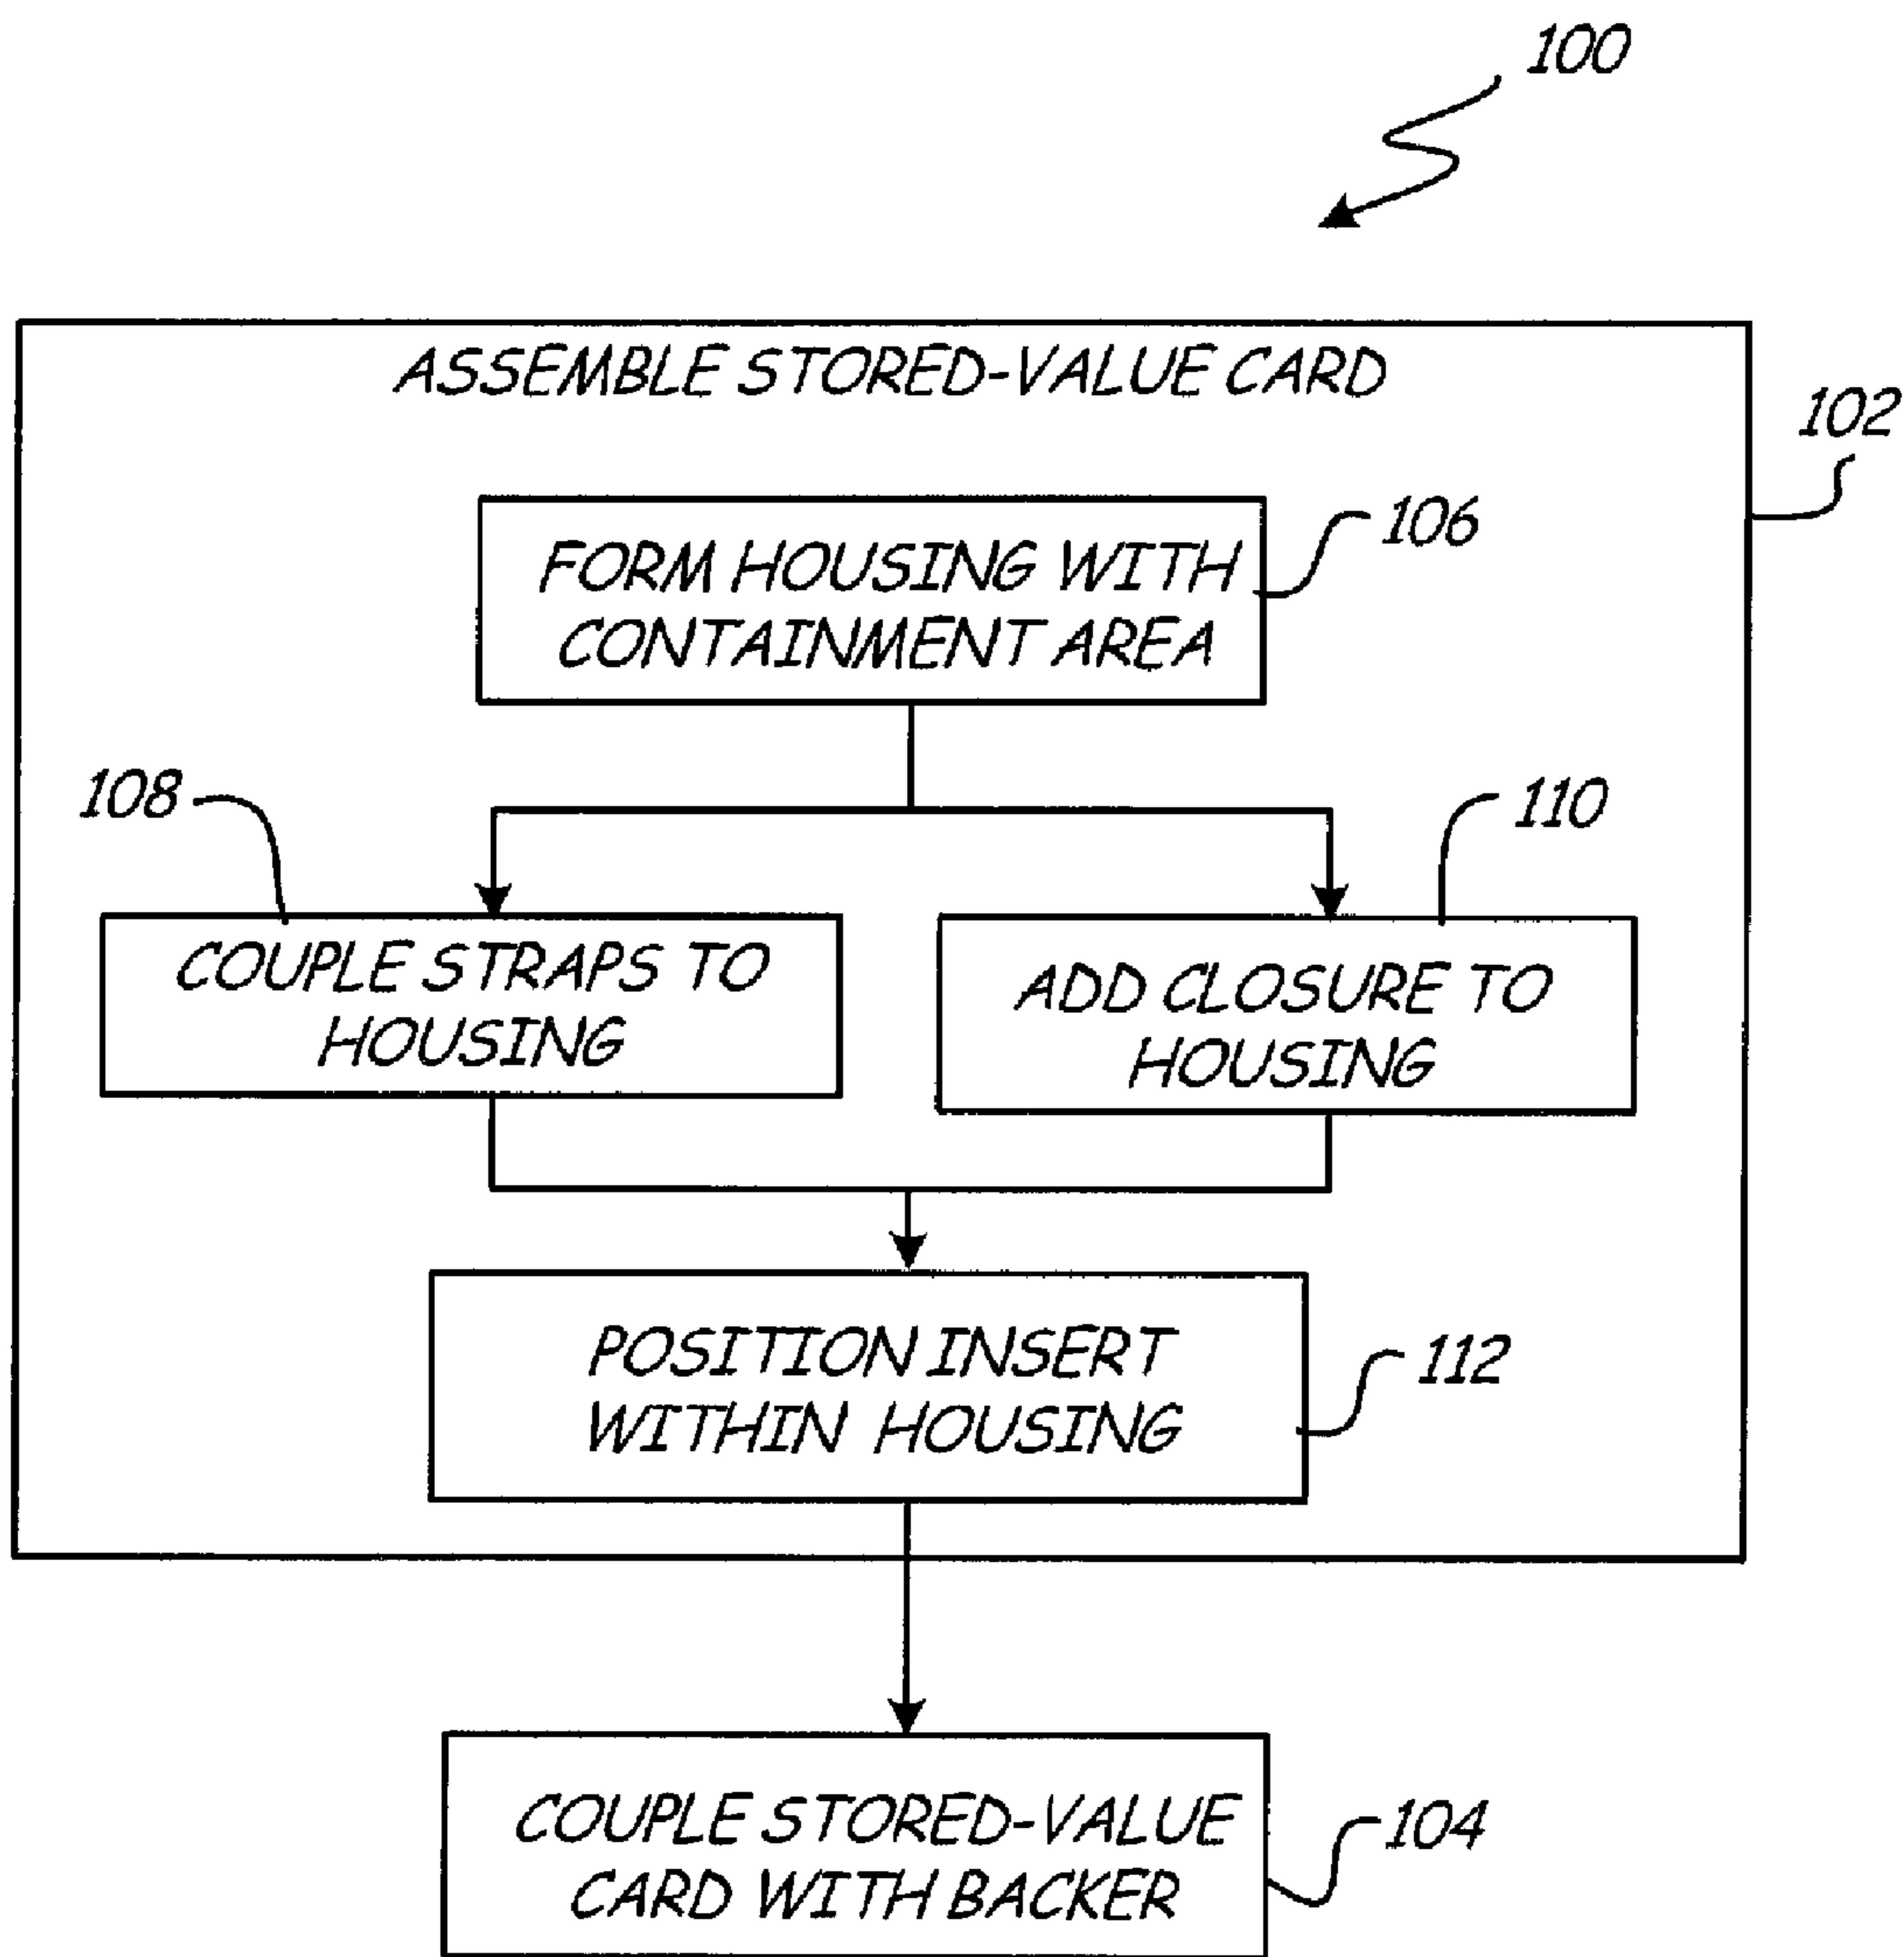 100
ASSEMBLE STORED-VALUE CARD
102
FORM HOUSING WITH
CONTAINMENT AREA
106
108
110
COUPLE STRAPS TO
HOUSING
ADD CLOSURE TO
HOUSING
POSITION INSERT
WITHIN HOUSING
112
COUPLE STORED-VALUE
CARD WITH BACKER
104